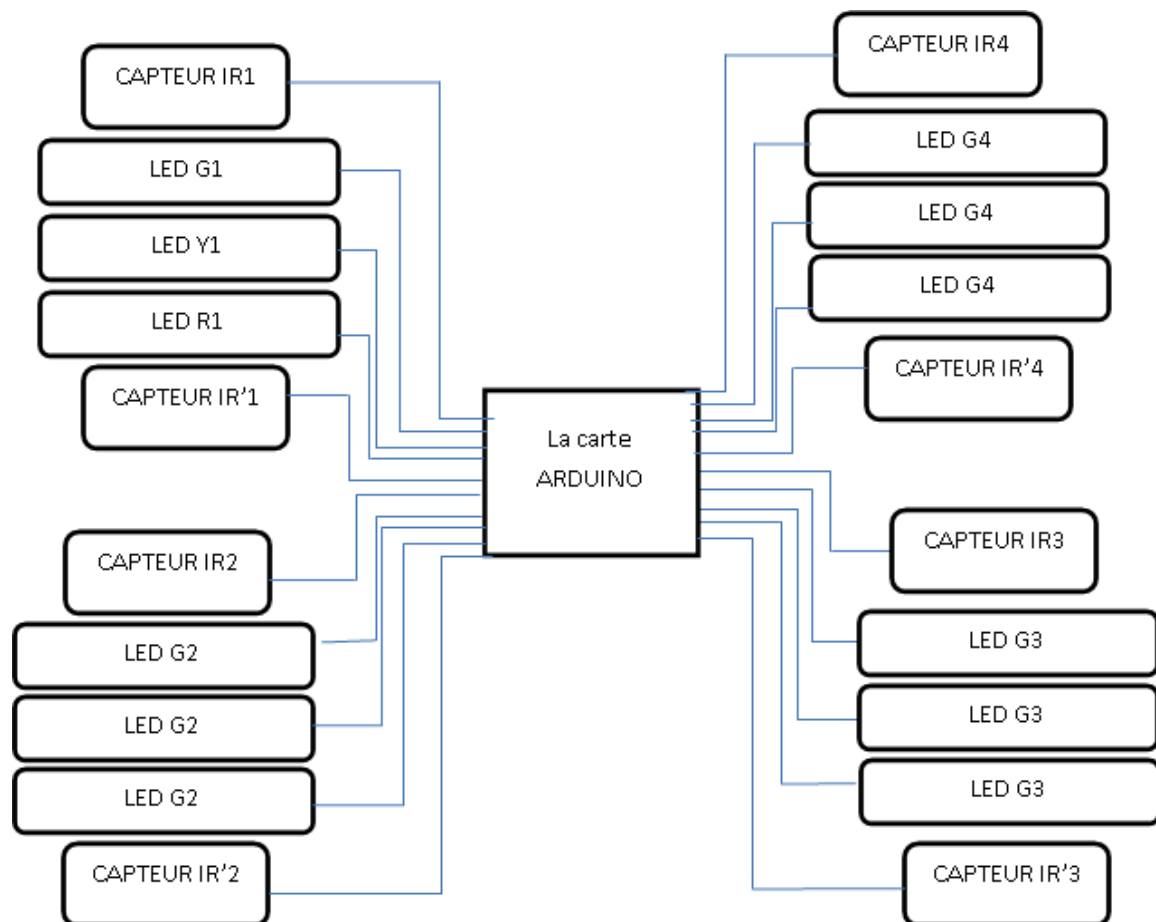 CAPTEUR IR1
LED G1
LED Y1
LED R1
CAPTEUR IR'1
CAPTEUR IR2
LED G2
LED G2
LED G2
CAPTEUR IR'2
La carte
ARDUINO
CAPTEUR IR4
LED G4
LED G4
LED G4
CAPTEUR IR'4
CAPTEUR IR3
LED G3
LED G3
LED G3
CAPTEUR IR'3